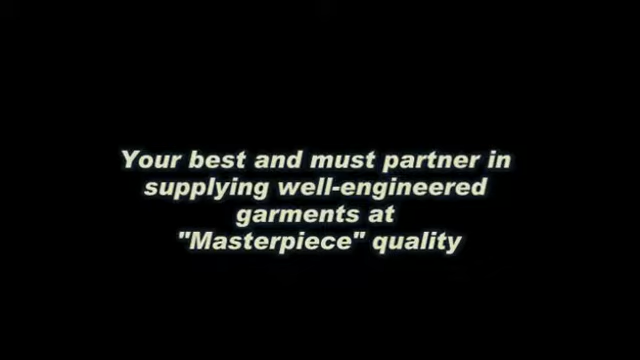 Your best and must partner in
supplying well-engineered
garments at
"Masterpiece" quality